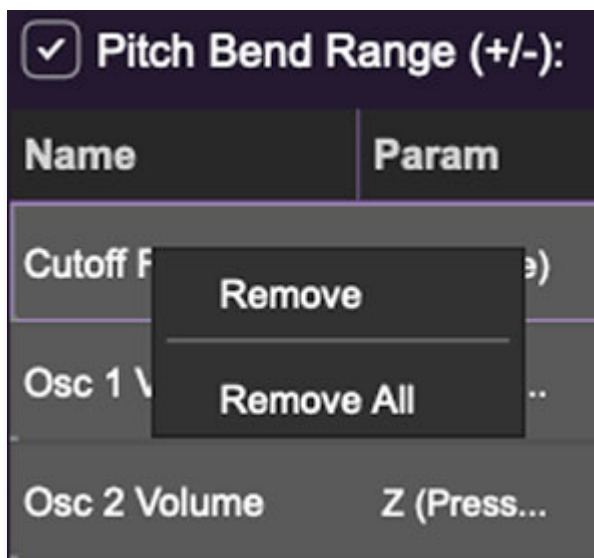 Pitch Bend Range (+/-):
Name Param
Cutoff
Remove
Osc 1
Remove All
Osc 2 Volume Z (Press...